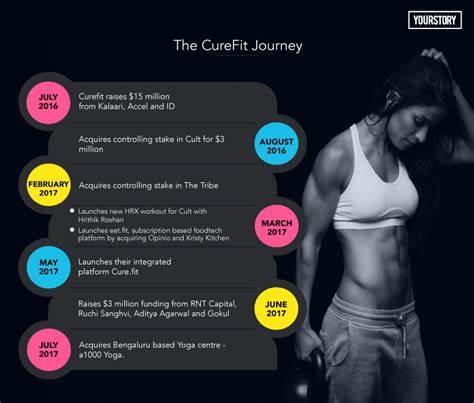 YOURSTORY
The CureFit Journey
JULY
2016
Curefit raises $15 million
from Kalaari, Accel and ID
Acquires controlling stake in Cult for $3
million
AUGUST
2016
FEBRUARY
2017
Acquires controlling stake in The Tribe
Launches new HRX workout for Cult with
Hrithik Roshan
Launches eat.fit, subscription based foodtech
platform by acquiring Opinio and Kristy Kitchen
MARCH
2017
MAY
2017
Launches their integrated
platform Cure.fit
Raises $3 million funding from RNT Capital,
Ruchi Sanghvi, Aditya Agarwal and Gokul
JUNE
2017
JULY
2017
Acquires Bengaluru based Yoga centre -
a1000 Yoga.